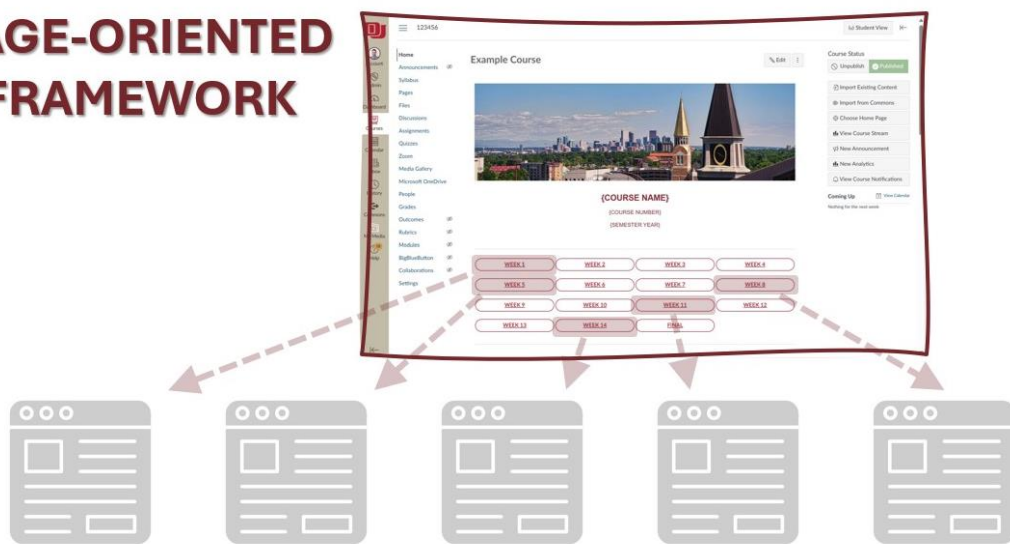 AGE-ORIENTED
FRAMEWORK
123456
Student View
Home
Announcements
Syllabus
Pages
Files
Discussions
Assignments
Quizzes
Zoom
Media Gallery
Microsoft OneDrive
People
Grades
Outcomes
Rubrics
Modules
BigBlueButton
Collaborations
Settings
Courses
Help
Example Course
Edit
{COURSE NAME}
{COURSE NUMBER}
{SEMESTER YEAR}
WEEK 1 WEEK 2 WEEK 3 WEEK 4
WEEK 5 WEEK 6 WEEK 7 WEEK 8
WEEK 9 WEEK 10 WEEK 11 WEEK 12
WEEK 13 WEEK 14 FINAL
Course Status
Unpublish Published
Import Existing Content
Import from Commons
Choose Home Page
View Course Stream
New Announcement
New Analytics
View Course Notifications
Coming Up View Calendar
Nothing for the next week